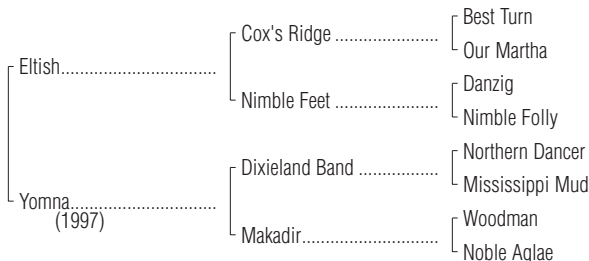 Best Turn
Cox's Ridge ....................
Our Martha
Eltish..............................
Danzig
Nimble Feet ....................
Nimble Folly
Northern Dancer
Dixieland Band ................
Mississippi Mud
Yomna............................
(1997)
Woodman
Makadir..........................
Noble Aglae